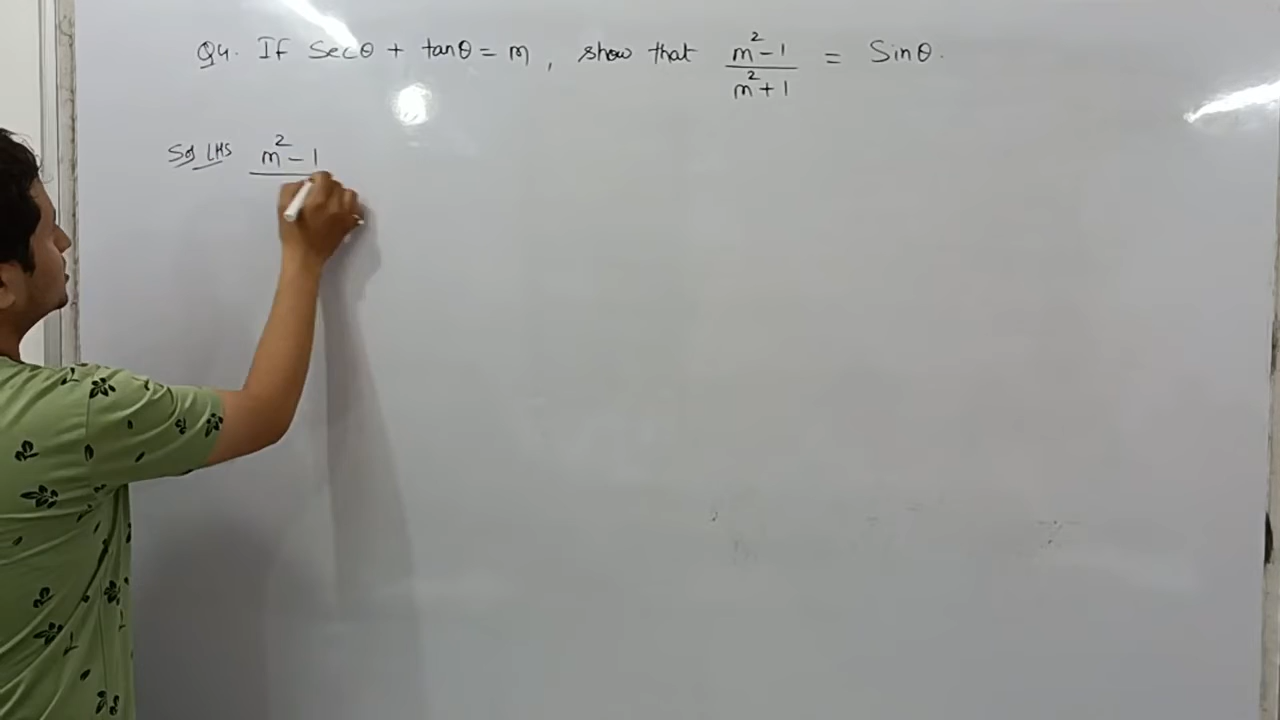 Q4. If Secθ + tanθ = m, show that (m²-1)/(m²+1) = Sinθ.
Sol LHS m²-1